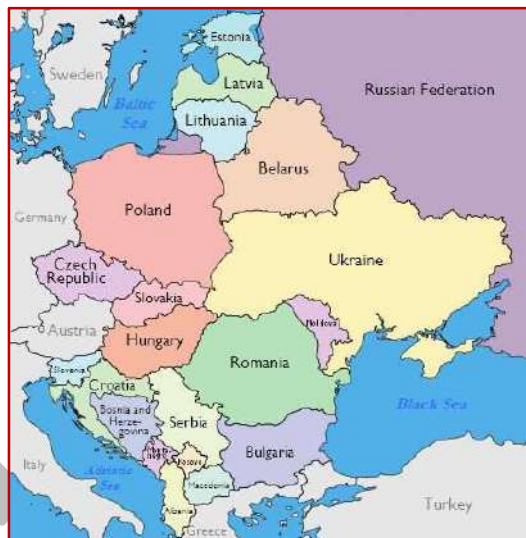 Estonia
Sweden
Latvia
Russian Federation
Baltic
Sea
Lithuania
Belarus
Poland
Germany
Ukraine
Czech
Republic
Slovakia
Moldova
Austria
Hungary
Romania
Slovenia
Croatia
Bosnia and
Herze-
govina
Serbia
Black Sea
Kosovo
Bulgaria
Italy
Adriatic
Sea
Macedonia
Albania
Greece
Turkey